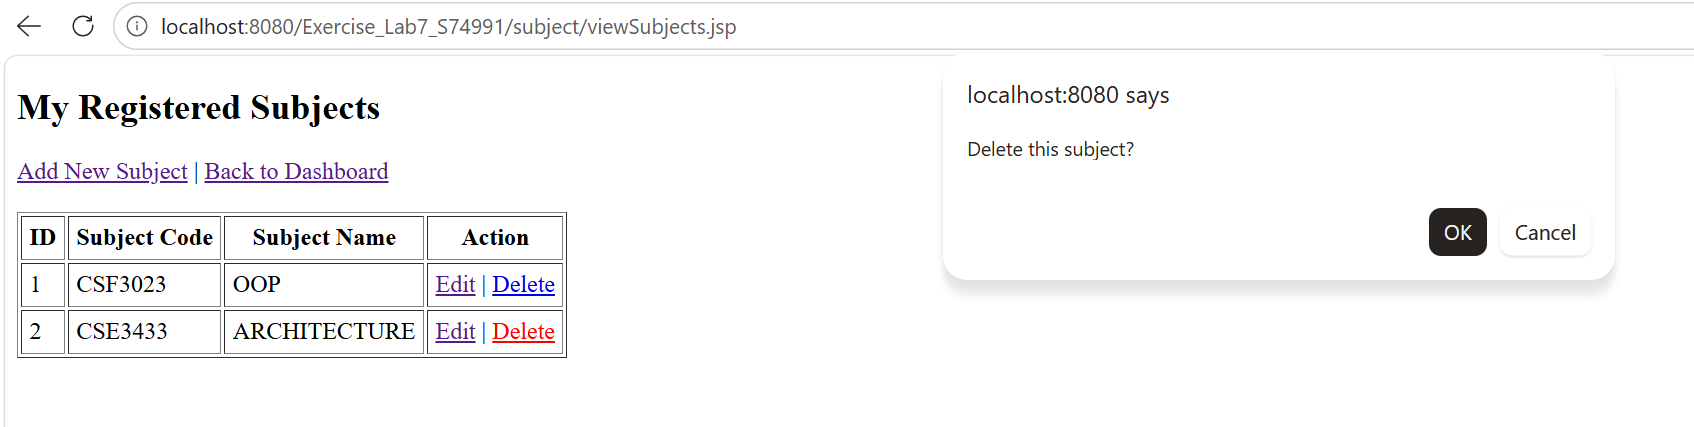 localhost:8080/Exercise_Lab7_S74991/subject/viewSubjects.jsp
My Registered Subjects
Add New Subject | Back to Dashboard
ID Subject Code Subject Name Action
1 CSF3023 OOP Edit | Delete
2 CSE3433 ARCHITECTURE Edit | Delete
localhost:8080 says
Delete this subject?
OK Cancel